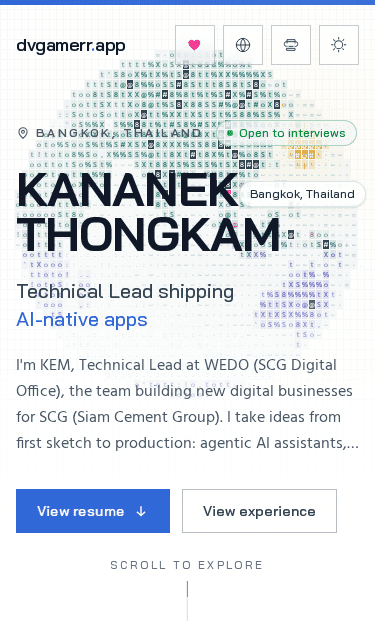 dvgamerr.app
BANGKOK, THAILAND
Open to interviews
KANANEK
Bangkok, Thailand
THONGKAM
Technical Lead shipping
AI-native apps
I'm KEM, Technical Lead at WEDO (SCG Digital
Office), the team building new digital businesses
for SCG (Siam Cement Group). I take ideas from
first sketch to production: agentic AI assistants,...
View resume ↓
View experience
SCROLL TO EXPLORE